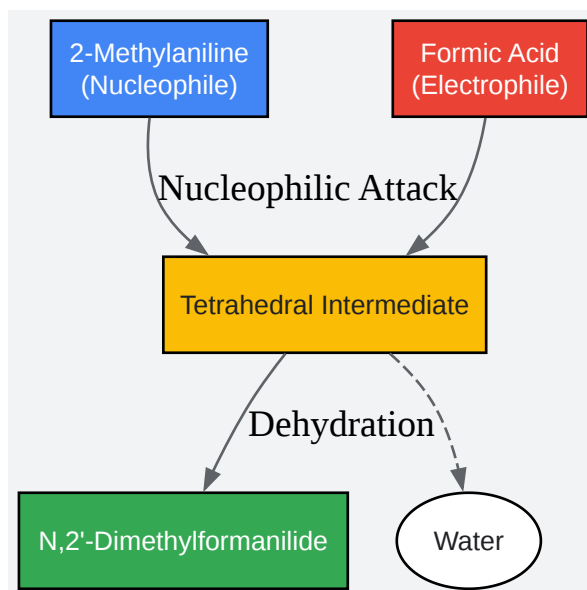 2-Methylaniline
(Nucleophile)
Formic Acid
(Electrophile)
Nucleophilic Attack
Tetrahedral Intermediate
Dehydration
N,2'-Dimethylformanilide
Water